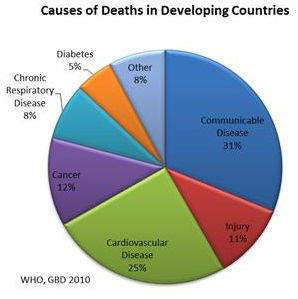 Causes of Deaths in Developing Countries
Diabetes
5%
Other
8%
Chronic
Respiratory
Disease
8%
Communicable
Disease
31%
Cancer
12%
Injury
11%
Cardiovascular
Disease
25%
WHO, GBD 2010